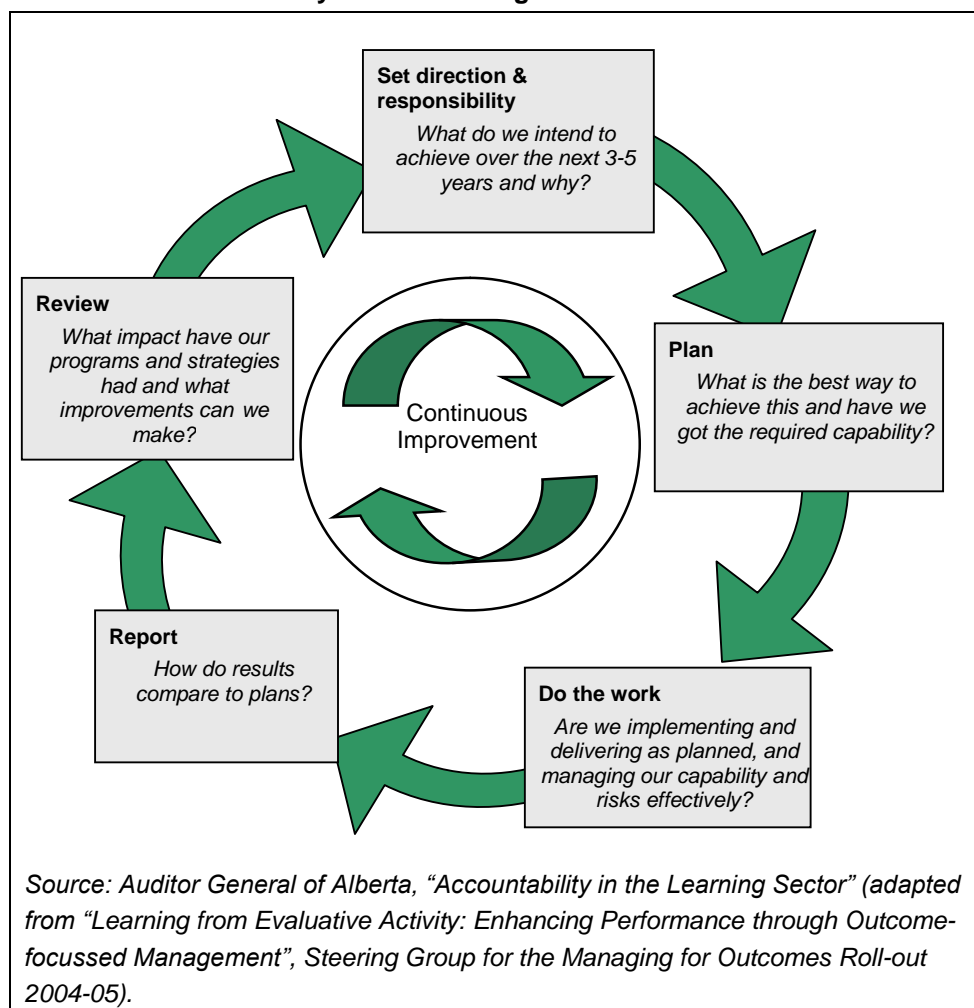 Set direction &
responsibility
What do we intend to
achieve over the next 3-5
years and why?
Plan
What is the best way to
achieve this and have we
got the required capability?
Do the work
Are we implementing and
delivering as planned, and
managing our capability and
risks effectively?
Report
How do results
compare to plans?
Review
What impact have our
programs and strategies
had and what
improvements can we
make?
Continuous
Improvement
Source: Auditor General of Alberta, “Accountability in the Learning Sector” (adapted
from “Learning from Evaluative Activity: Enhancing Performance through Outcome-
focussed Management”, Steering Group for the Managing for Outcomes Roll-out
2004-05).